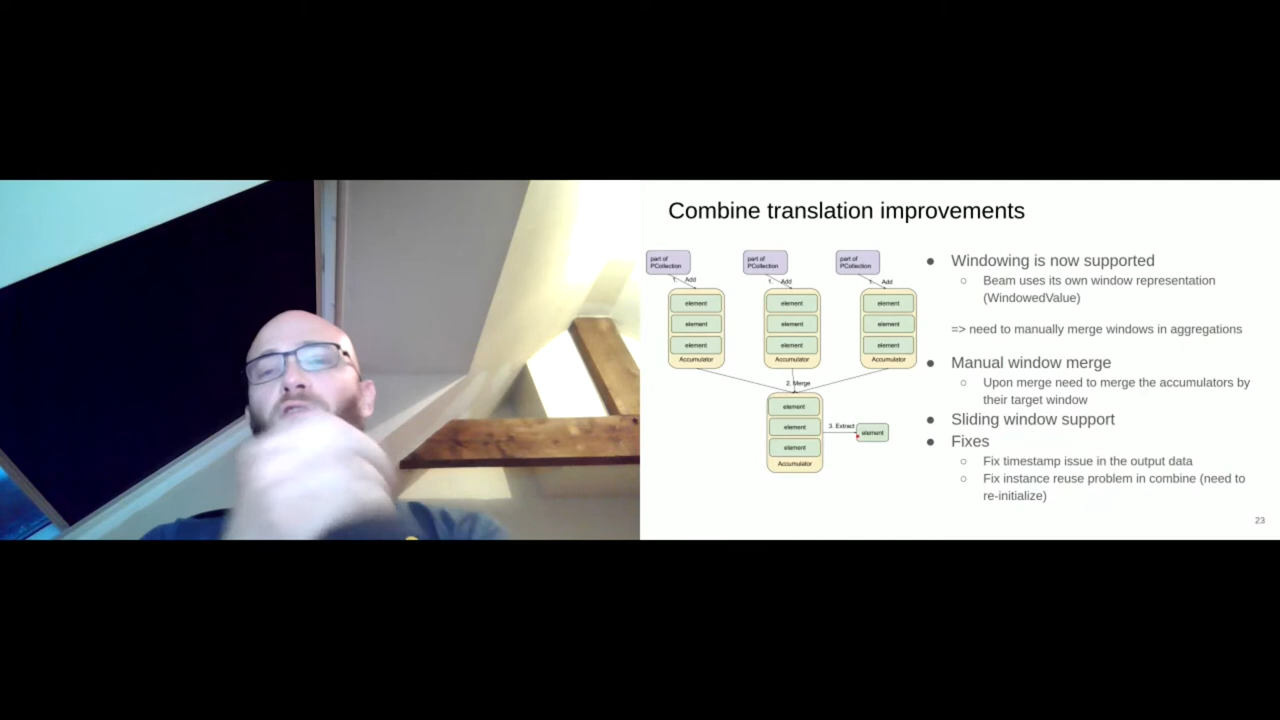 Combine translation improvements
part of
PCollection
part of
PCollection
part of
PCollection
1. Add
1. Add
1. Add
element
element
element
Accumulator
element
element
element
Accumulator
element
element
element
Accumulator
2. Merge
element
element
element
Accumulator
3. Extract
element
● Windowing is now supported
○ Beam uses its own window representation
(WindowedValue)
=> need to manually merge windows in aggregations
● Manual window merge
○ Upon merge need to merge the accumulators by
their target window
● Sliding window support
● Fixes
○ Fix timestamp issue in the output data
○ Fix instance reuse problem in combine (need to
re-initialize)
23